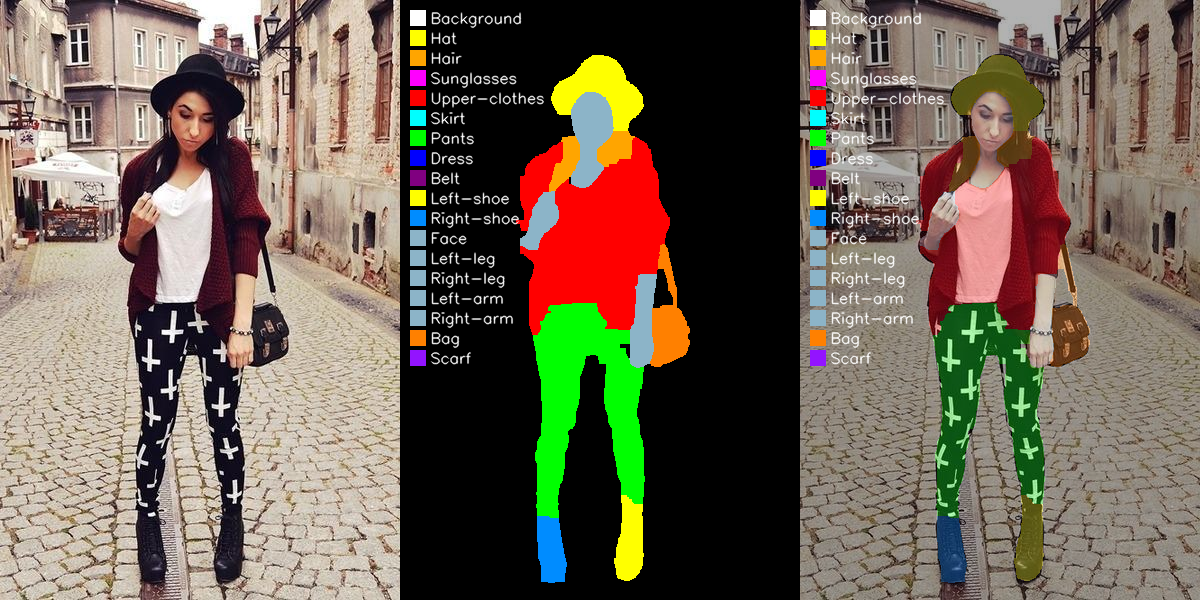 Background
Hat
Hair
Sunglasses
Upper-clothes
Skirt
Pants
Dress
Belt
Left-shoe
Right-shoe
Face
Left-leg
Right-leg
Left-arm
Right-arm
Bag
Scarf
Background
Hat
Hair
Sunglasses
Upper-clothes
Skirt
Pants
Dress
Belt
Left-shoe
Right-shoe
Face
Left-leg
Right-leg
Left-arm
Right-arm
Bag
Scarf